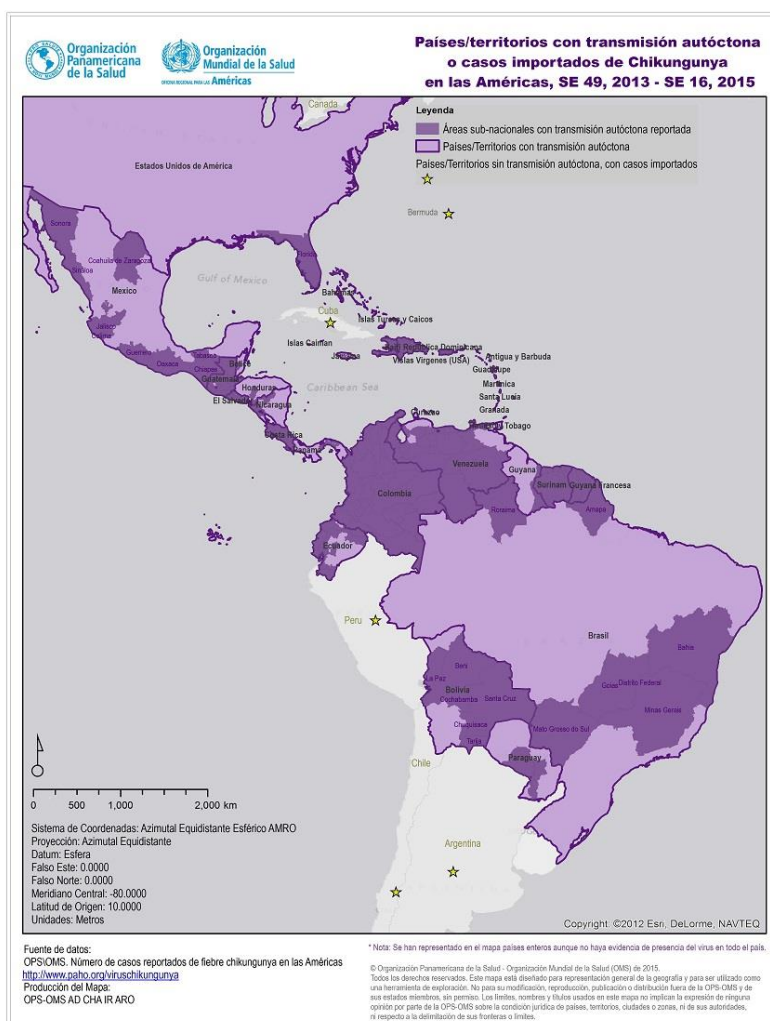 Organización
Panamericana
de la Salud
Organización
Mundial de la Salud
OFICINA REGIONAL PARA LAS Américas
Países/territorios con transmisión autóctona
o casos importados de Chikungunya
en las Américas, SE 49, 2013 - SE 16, 2015
Leyenda
Áreas sub-nacionales con transmisión autóctona reportada
Países/Territorios con transmisión autóctona
Países/Territorios sin transmisión autóctona, con casos importados
Canada
Estados Unidos de América
Bermuda
Sonora
Coahuila de Zaragoza
Sinaloa
Mexico
Florida
Gulf of Mexico
Bahamas
Cuba
Islas Turcos y Caicos
Jalisco
Colima
Guerrero
Oaxaca
Tabasco
Chiapas
Belice
Guatemala
Honduras
El Salvador
Nicaragua
Costa Rica
Panamá
Islas Caiman
Jamaica
Haiti
República Dominicana
Islas Virgenes (USA)
Antigua y Barbuda
Guadalupe
Martinica
Santa Lusia
Granada
Tobago
Caribbean Sea
Curazao
Venezuela
Guyana
Surinam
Guyana Francesa
Colombia
Roraima
Amapa
Ecuador
Peru
Brasil
Bahia
Beni
La Paz
Bolivia
Cochabamba
Santa Cruz
Goias
Distrito Federal
Minas Gerais
Chuquisaca
Tarija
Mato Grosso do Sul
Paraguay
Chile
Argentina
0 500 1,000 2,000 km
Sistema de Coordenadas: Azimutal Equidistante Esférico AMRO
Proyección: Azimutal Equidistante
Datum: Esfera
Falso Este: 0.0000
Falso Norte: 0.0000
Meridiano Central: -80.0000
Latitud de Origen: 10.0000
Unidades: Metros
Copyright: ©2012 Esri, DeLorme, NAVTEQ
Fuente de datos:
OPS\OMS. Número de casos reportados de fiebre chikungunya en las Américas
http://www.paho.org/viruschikungunya
Producción del Mapa:
OPS-OMS AD CHA IR ARO
* Nota: Se han representado en el mapa países enteros aunque no haya evidencia de presencia del virus en todo el país.
© Organización Panamericana de la Salud - Organización Mundial de la Salud (OMS) de 2015.
Todos los derechos reservados. Este mapa está diseñado para representación general de la geografía y para ser utilizado como
una herramienta de exploración. No para su modificación, reproducción, publicación o distribución fuera de la OPS-OMS y de
sus estados miembros, sin permiso. Los límites, nombres y títulos usados en este mapa no implican la expresión de ninguna
opinión por parte de la OPS-OMS sobre la condición jurídica de países, territorios, ciudades o zonas, ni de sus autoridades,
ni respecto a la delimitación de sus fronteras o límites.